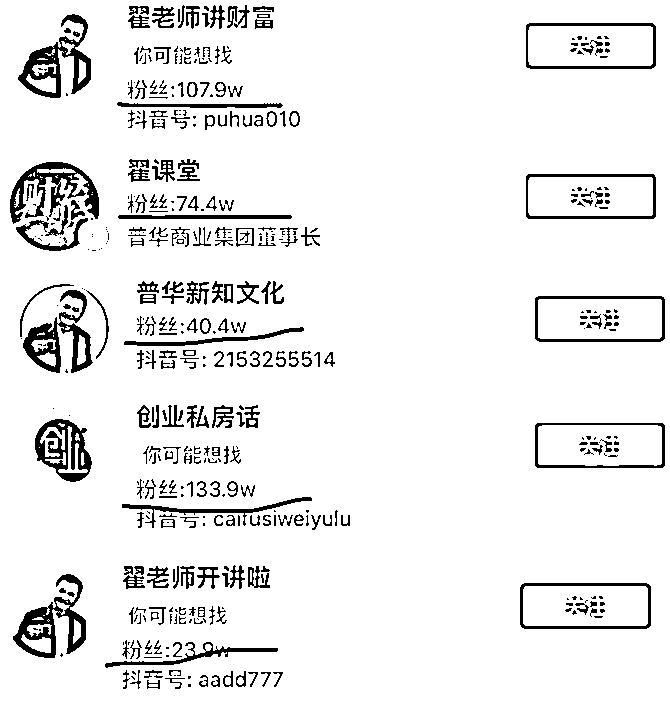 翟老师讲财富
你可能想找
粉丝:107.9w
抖音号: puhua010
关注
翟课堂
粉丝:74.4w
普华商业集团董事长
关注
财经
普华新知文化
粉丝:40.4w
抖音号: 2153255514
关注
创业私房话
你可能想找
粉丝:133.9w
抖音号: caifusiweiyulu
关注
创业
翟老师开讲啦
你可能想找
粉丝:23.9w
抖音号: aadd777
关注